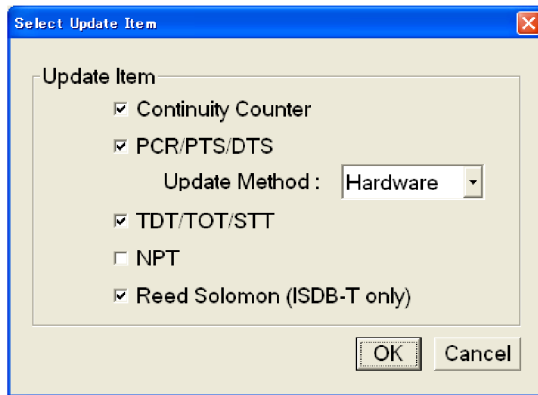 Select Update Item
Update Item
Continuity Counter
PCR/PTS/DTS
Update Method : Hardware
TDT/TOT/STT
NPT
Reed Solomon (ISDB-T only)
OK Cancel